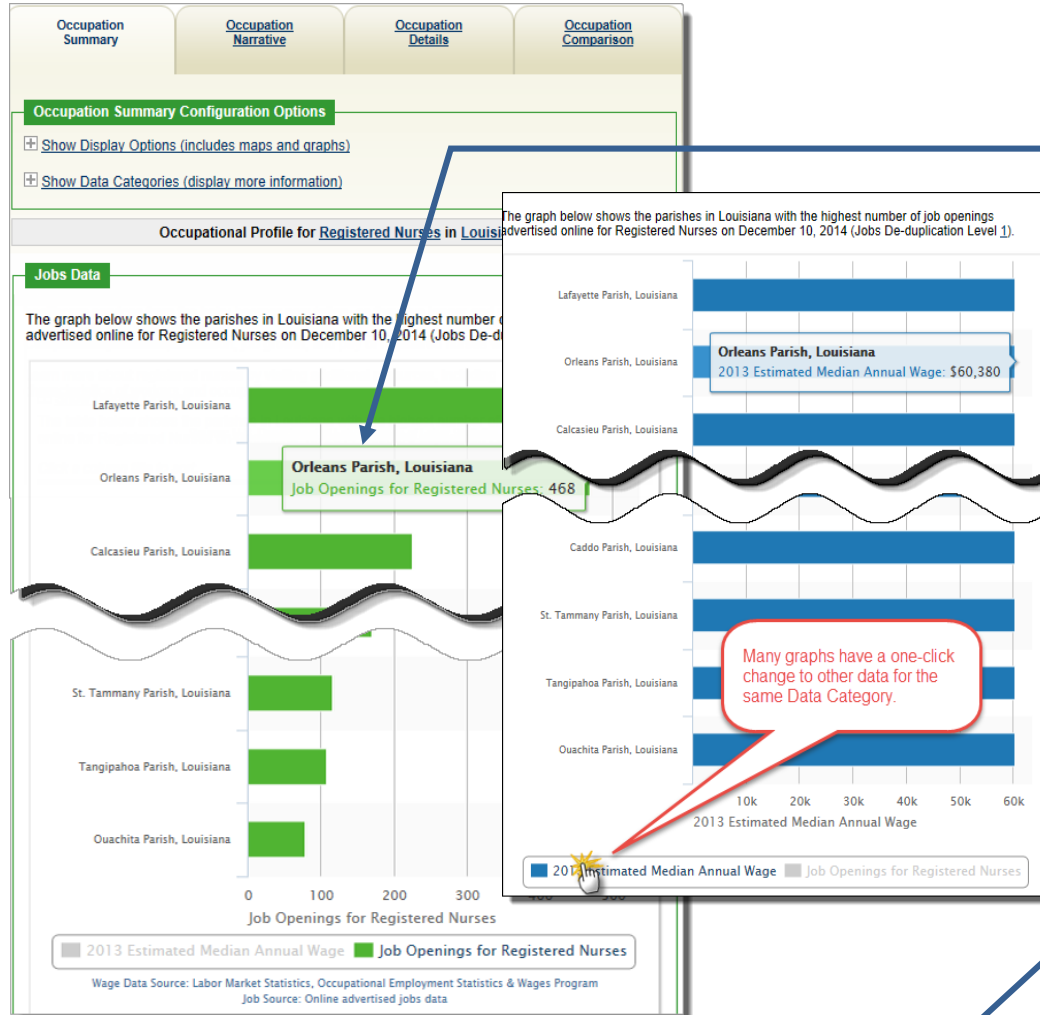 Occupation Summary
Occupation Narrative
Occupation Details
Occupation Comparison
Occupation Summary Configuration Options
Show Display Options (includes maps and graphs)
Show Data Categories (display more information)
Occupational Profile for Registered Nurses in Louisi
Jobs Data
The graph below shows the parishes in Louisiana with the highest number
advertised online for Registered Nurses on December 10, 2014 (Jobs De-d
Lafayette Parish, Louisiana
Orleans Parish, Louisiana
Orleans Parish, Louisiana
Job Openings for Registered Nurses: 468
Calcasieu Parish, Louisiana
St. Tammany Parish, Louisiana
Tangipahoa Parish, Louisiana
Ouachita Parish, Louisiana
0 100 200 300
Job Openings for Registered Nurses
2013 Estimated Median Annual Wage Job Openings for Registered Nurses
Wage Data Source: Labor Market Statistics, Occupational Employment Statistics & Wages Program
Job Source: Online advertised jobs data
The graph below shows the parishes in Louisiana with the highest number of job openings
advertised online for Registered Nurses on December 10, 2014 (Jobs De-duplication Level 1).
Lafayette Parish, Louisiana
Orleans Parish, Louisiana
Orleans Parish, Louisiana
2013 Estimated Median Annual Wage: $60,380
Calcasieu Parish, Louisiana
Caddo Parish, Louisiana
St. Tammany Parish, Louisiana
Many graphs have a one-click
change to other data for the
same Data Category.
Tangipahoa Parish, Louisiana
Ouachita Parish, Louisiana
10k 20k 30k 40k 50k 60k
2013 Estimated Median Annual Wage
2013 Estimated Median Annual Wage Job Openings for Registered Nurses